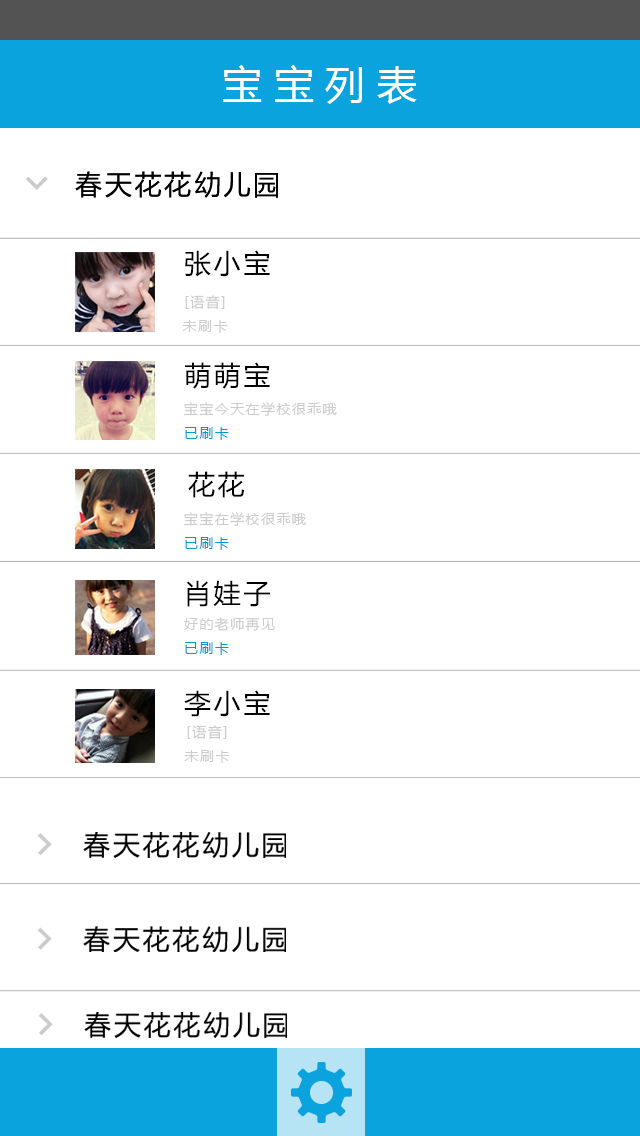 宝宝列表
春天花花幼儿园
张小宝
[语音]
未刷卡
萌萌宝
宝宝今天在学校很乖哦
已刷卡
花花
宝宝在学校很乖哦
已刷卡
肖娃子
好的老师再见
已刷卡
李小宝
[语音]
未刷卡
春天花花幼儿园
春天花花幼儿园
春天花花幼儿园